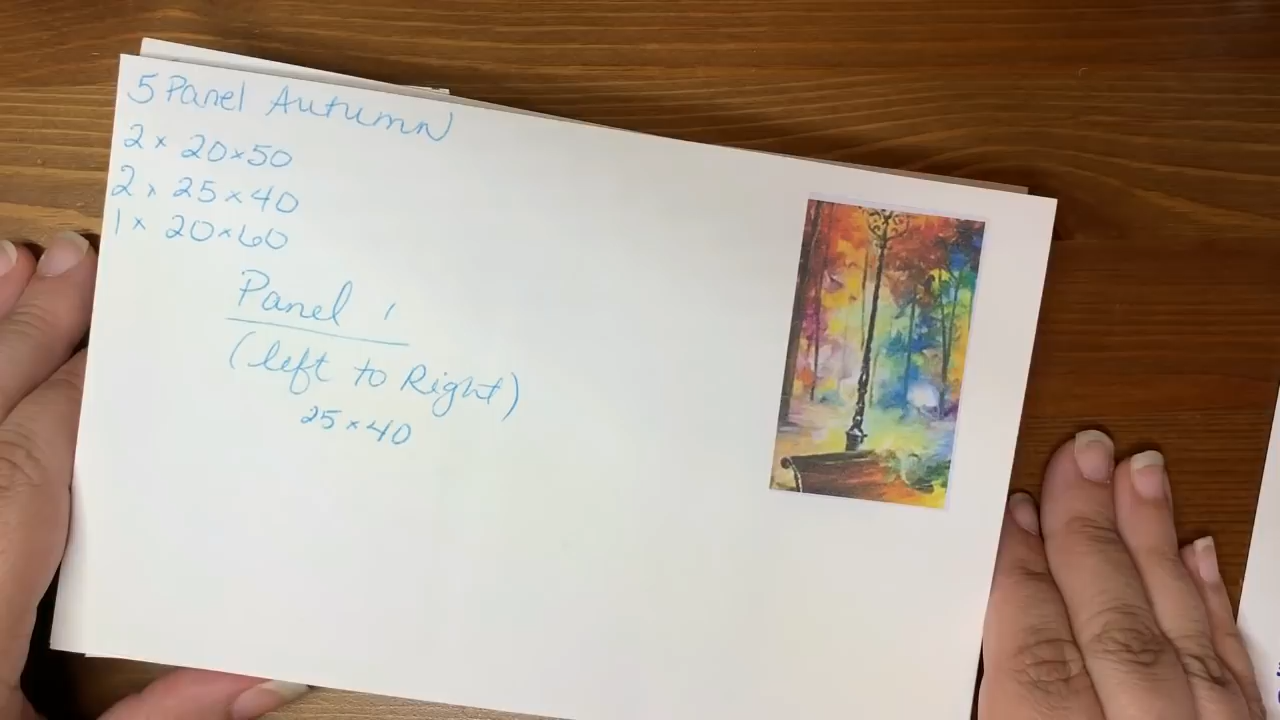 5 Panel Autumn
2 x 20x50
2 x 25x40
1 x 20x60
Panel 1
(left to Right)
25x40